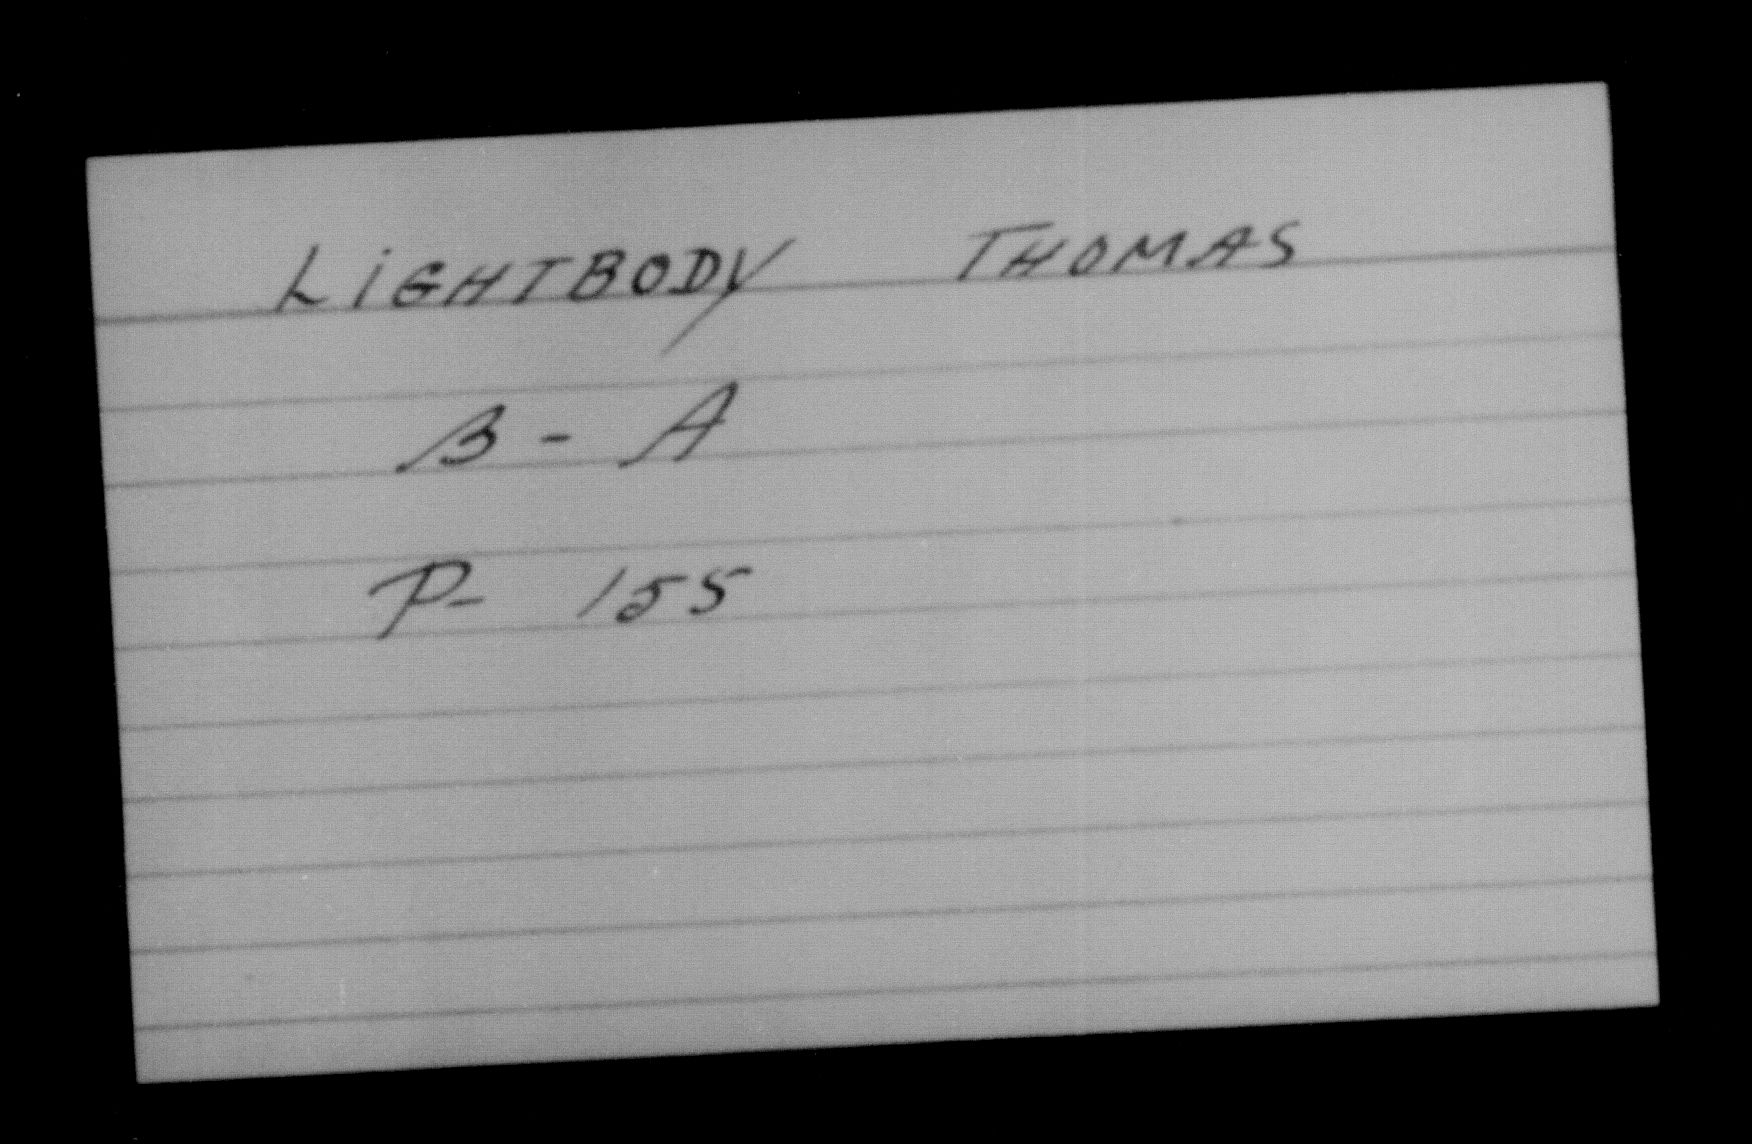 LiGHTBODY THOMAS
B - A
P- 155